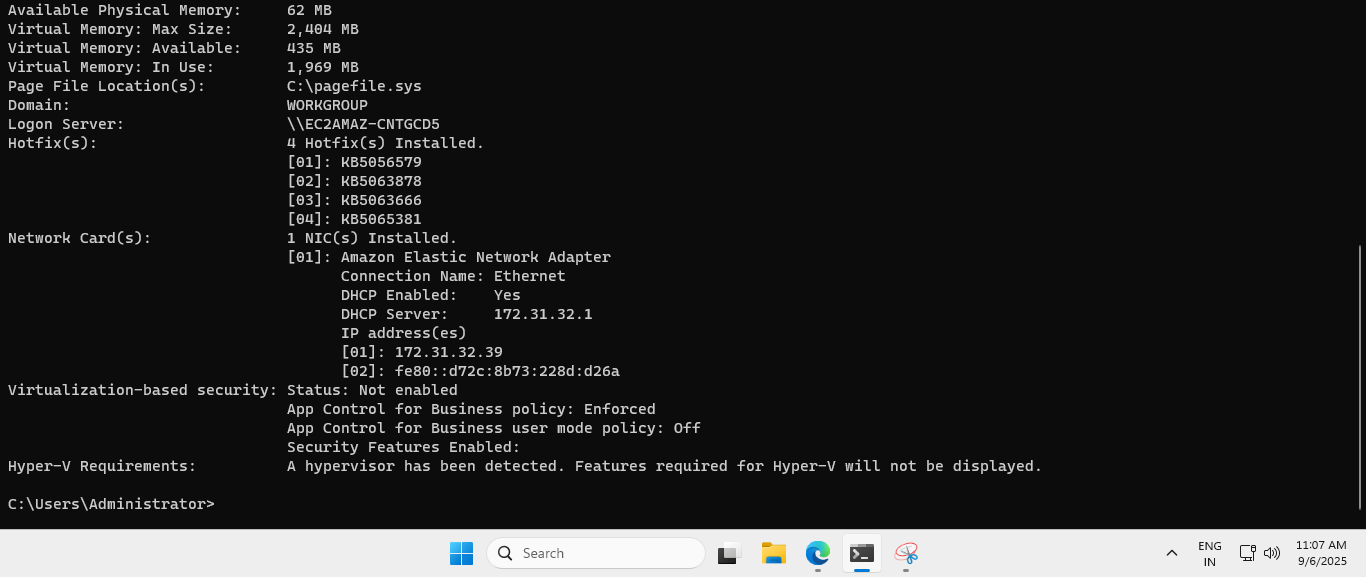 Available Physical Memory:     62 MB
Virtual Memory: Max Size:      2,404 MB
Virtual Memory: Available:     435 MB
Virtual Memory: In Use:        1,969 MB
Page File Location(s):         C:\pagefile.sys
Domain:                        WORKGROUP
Logon Server:                  \\EC2AMAZ-CNTGCD5
Hotfix(s):                     4 Hotfix(s) Installed.
                               [01]: KB5056579
                               [02]: KB5063878
                               [03]: KB5063666
                               [04]: KB5065381
Network Card(s):               1 NIC(s) Installed.
                               [01]: Amazon Elastic Network Adapter
                                     Connection Name: Ethernet
                                     DHCP Enabled:    Yes
                                     DHCP Server:     172.31.32.1
                                     IP address(es)
                                     [01]: 172.31.32.39
                                     [02]: fe80::d72c:8b73:228d:d26a
Virtualization-based security: Status: Not enabled
                               App Control for Business policy: Enforced
                               App Control for Business user mode policy: Off
                               Security Features Enabled:
Hyper-V Requirements:          A hypervisor has been detected. Features required for Hyper-V will not be displayed.
C:\Users\Administrator>
Search
ENG
IN
11:07 AM
9/6/2025